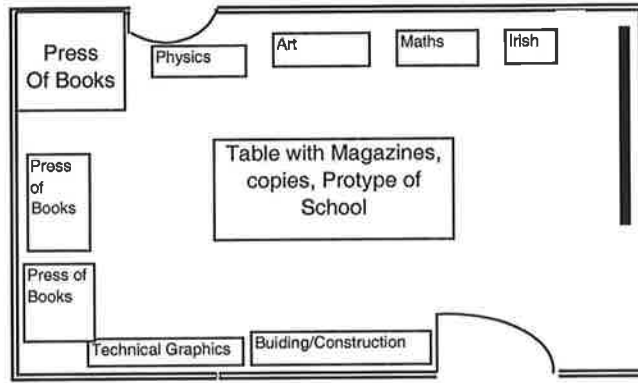 Press
Of Books
Physics
Art
Maths
Irish
Press
of
Books
Table with Magazines,
copies, Protype of
School
Press of
Books
Technical Graphics
Buiding/Construction